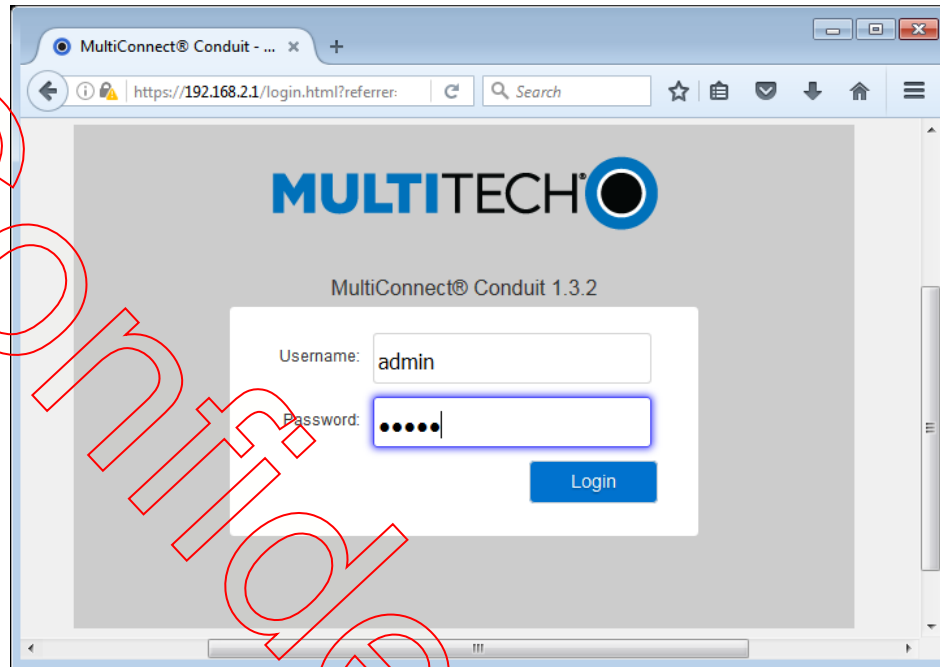 MultiConnect® Conduit - ...
https://192.168.2.1/login.html?referrer:
Search
MULTITECH®
MultiConnect® Conduit 1.3.2
Username:
admin
Password:
•••••
Login
onfide